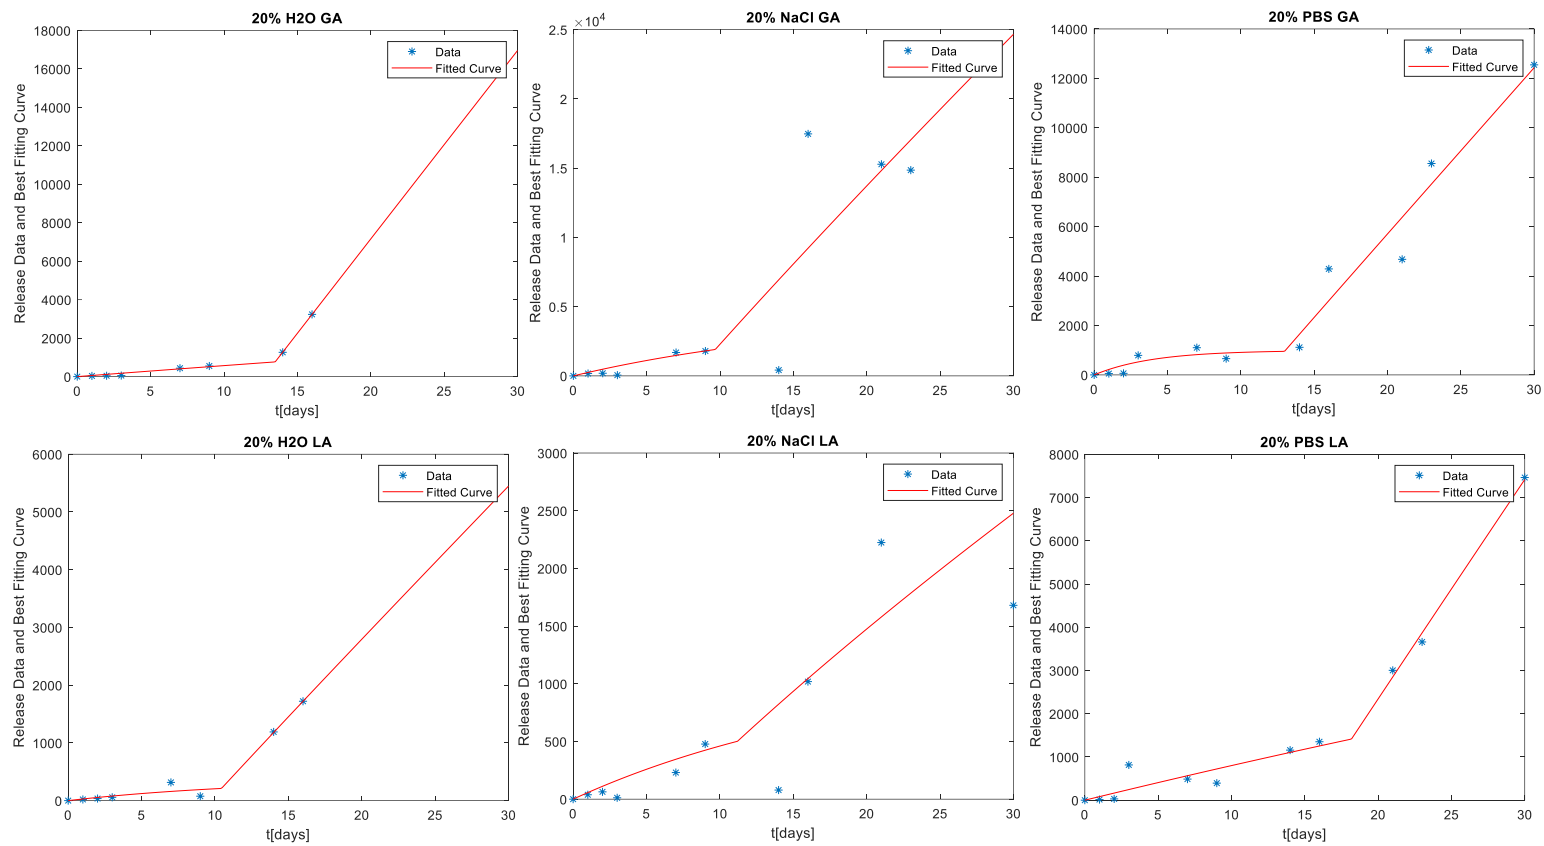 20% H2O GA
18000
16000
14000
12000
10000
8000
6000
4000
2000
0
0 5 10 15 20 25 30
t[days]
Release Data and Best Fitting Curve
Data
Fitted Curve
20% NaCl GA
×10^4
2.5
2
1.5
1
0.5
0
0 5 10 15 20 25 30
t[days]
Release Data and Best Fitting Curve
Data
Fitted Curve
20% PBS GA
14000
12000
10000
8000
6000
4000
2000
0
0 5 10 15 20 25 30
t[days]
Release Data and Best Fitting Curve
Data
Fitted Curve
20% H2O LA
6000
5000
4000
3000
2000
1000
0
0 5 10 15 20 25 30
t[days]
Release Data and Best Fitting Curve
Data
Fitted Curve
20% NaCl LA
3000
2500
2000
1500
1000
500
0
0 5 10 15 20 25 30
t[days]
Release Data and Best Fitting Curve
Data
Fitted Curve
20% PBS LA
8000
7000
6000
5000
4000
3000
2000
1000
0
0 5 10 15 20 25 30
t[days]
Release Data and Best Fitting Curve
Data
Fitted Curve